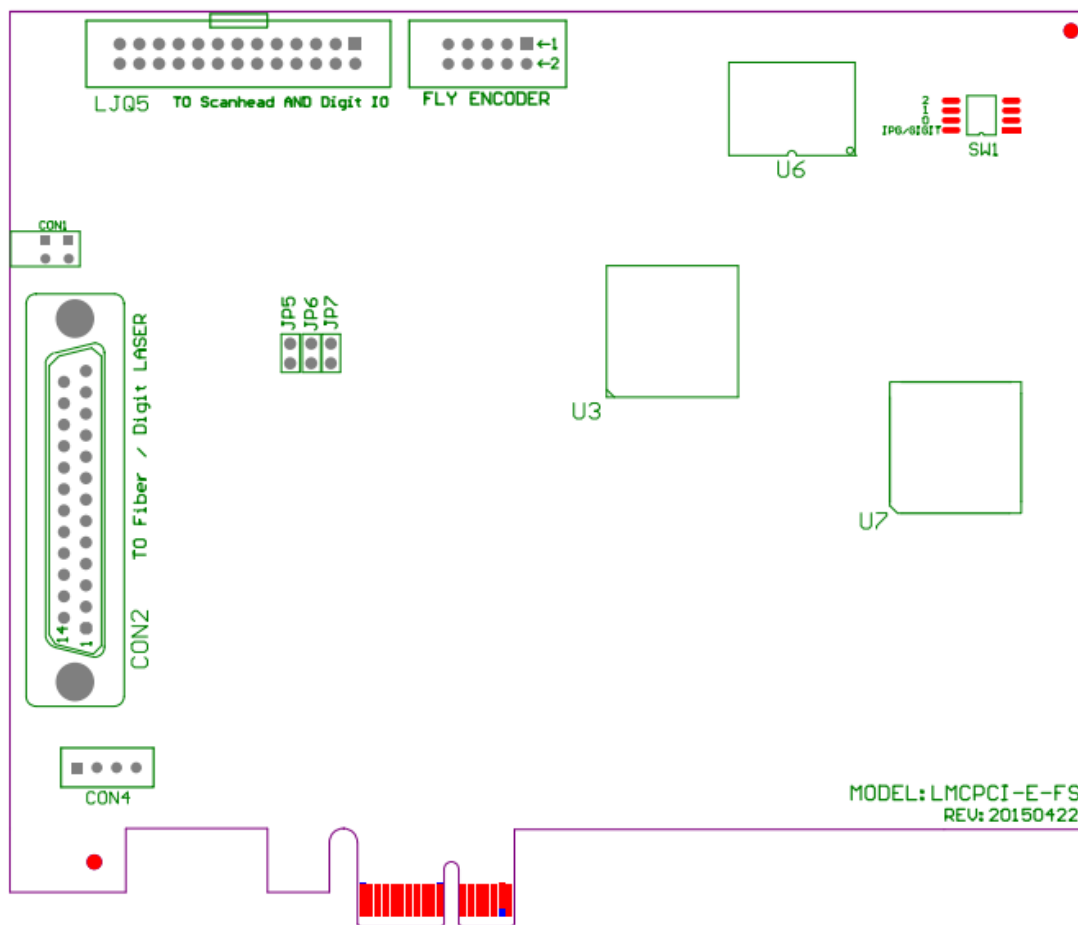 ←1
←2
LJQ5
TO Scanhead AND Digit IO
FLY ENCODER
2
1
0
IPG/DIGIT
SW1
U6
CON1
JP5
JP6
JP7
TO Fiber / Digit LASER
U3
U7
14
1
CON2
CON4
MODEL:LMCPCI-E-FS
REV:20150422